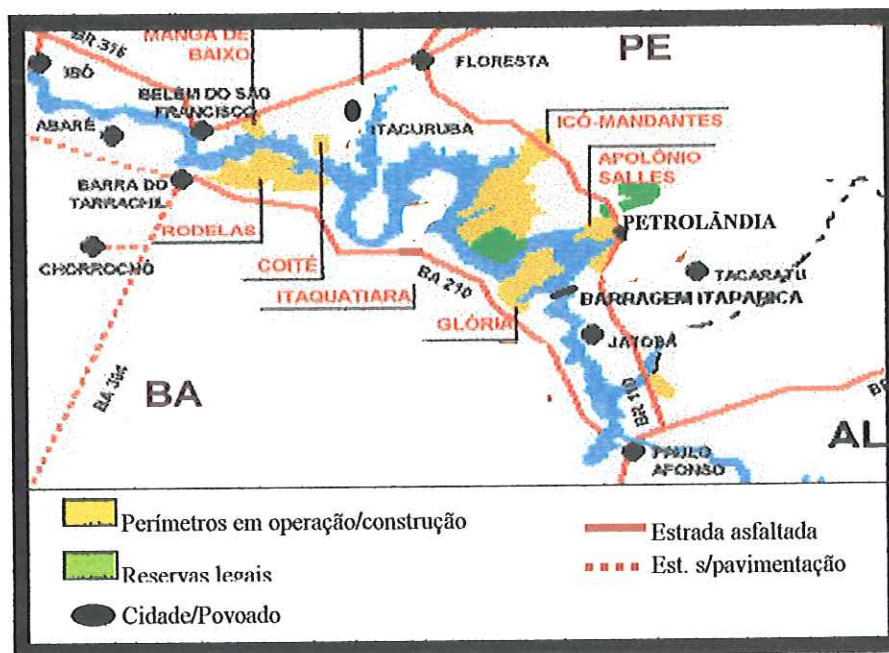 BR 316
MANGA DE
BAIXO
PE
IBÓ
FLORESTA
BELÉM DO SÃO
FRANCISCO
ABARÉ
ITACURUBA
ICÓ-MANDANTES
APOLÔNIO
SALLES
BARRA DO
TARRACHIL
PETROLÂNDIA
RODELAS
CHORROCHÓ
COITÉ
TACARATU
ITAQUATIARA
BA 210
BARRAGEM ITAPARICA
GLÓRIA
JATOBÁ
BA
BR 110
AL
PAULO
AFONSO
Perímetros em operação/construção
Estrada asfaltada
Reservas legais
Est. s/pavimentação
Cidade/Povoado